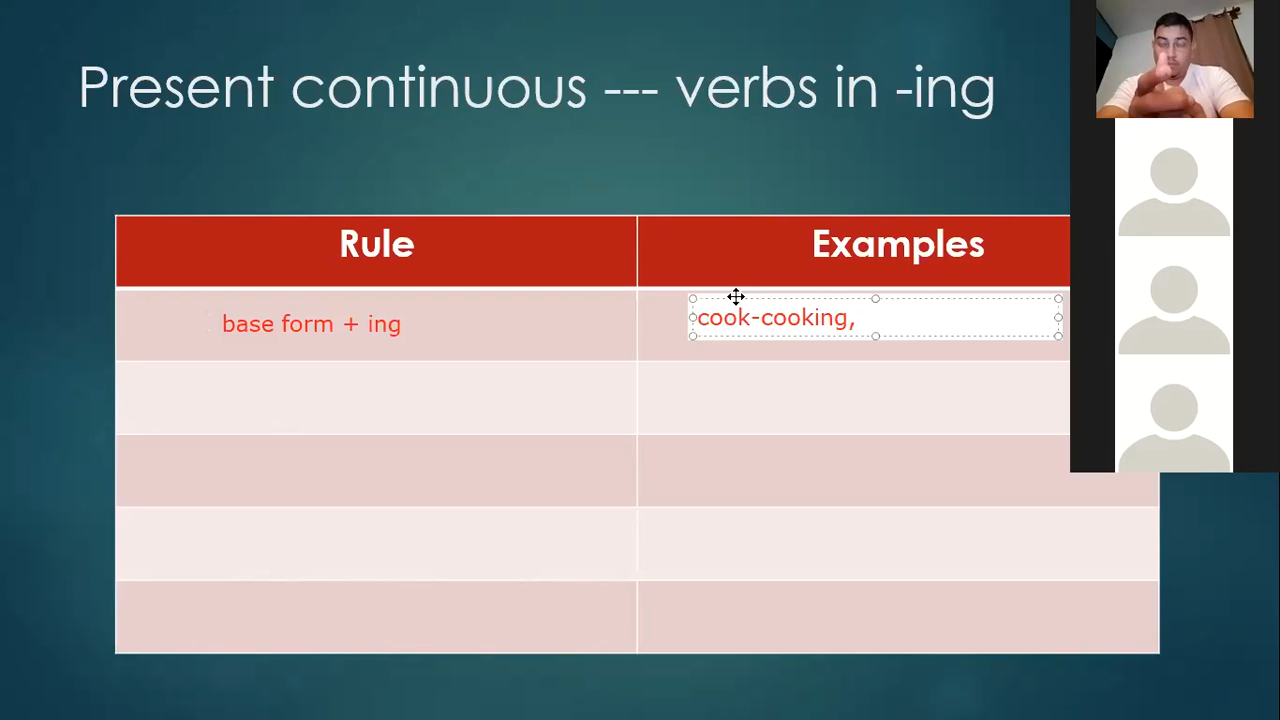 Present continuous --- verbs in -ing
Rule
Examples
base form + ing
cook-cooking,